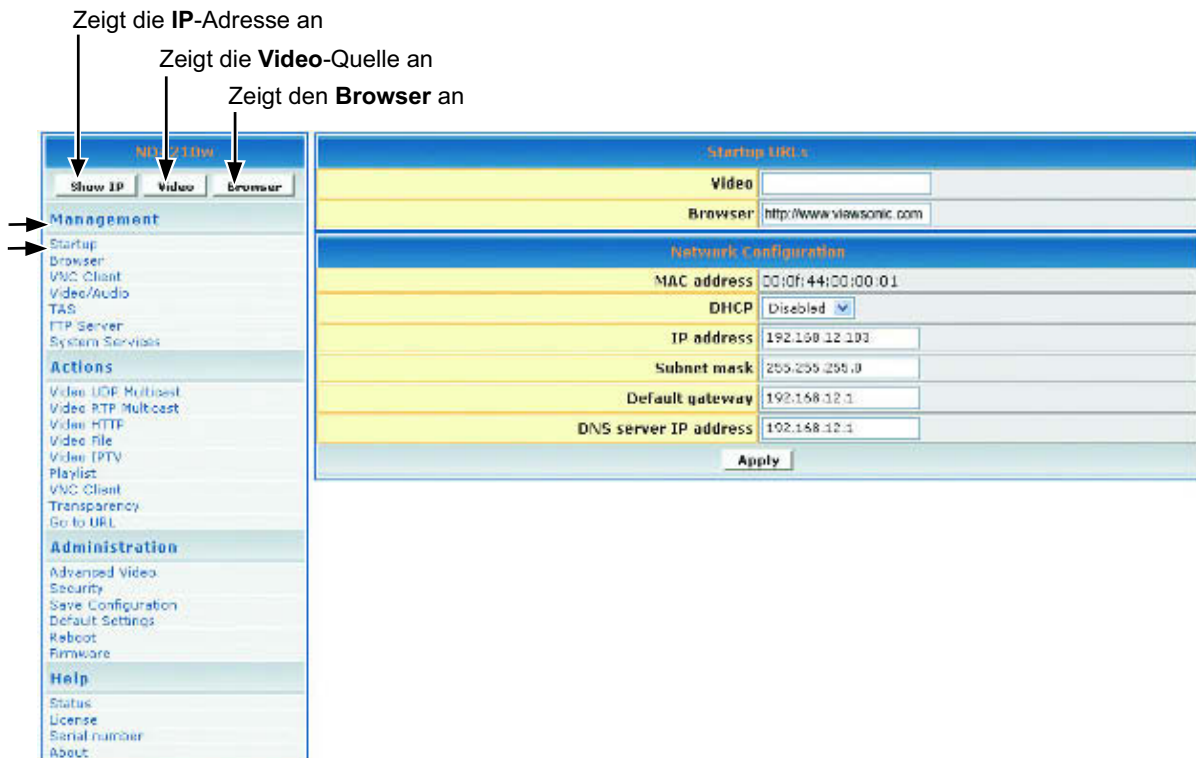 Zeigt die IP-Adresse an
Zeigt die Video-Quelle an
Zeigt den Browser an
Show IP Video Browser
Management
Startup
Browser
VNC Client
Video/Audio
TAS
FTP Server
System Services
Actions
Video UDP Multicast
Video RTP Multicast
Video HTTP
Video File
Video IPTV
Playlist
VNC Client
Transparency
Go to URL
Administration
Advanced Video
Security
Save Configuration
Default Settings
Reboot
Firmware
Help
Status
License
Serial number
About
Startup URLs
Video
Browser http://www.viewsonic.com
Network Configuration
MAC address 00:0f:44:00:00:01
DHCP Disabled
IP address
Subnet mask 255.255.255.0
Default gateway 192.168.12.1
DNS server IP address 192.168.12.1
Apply